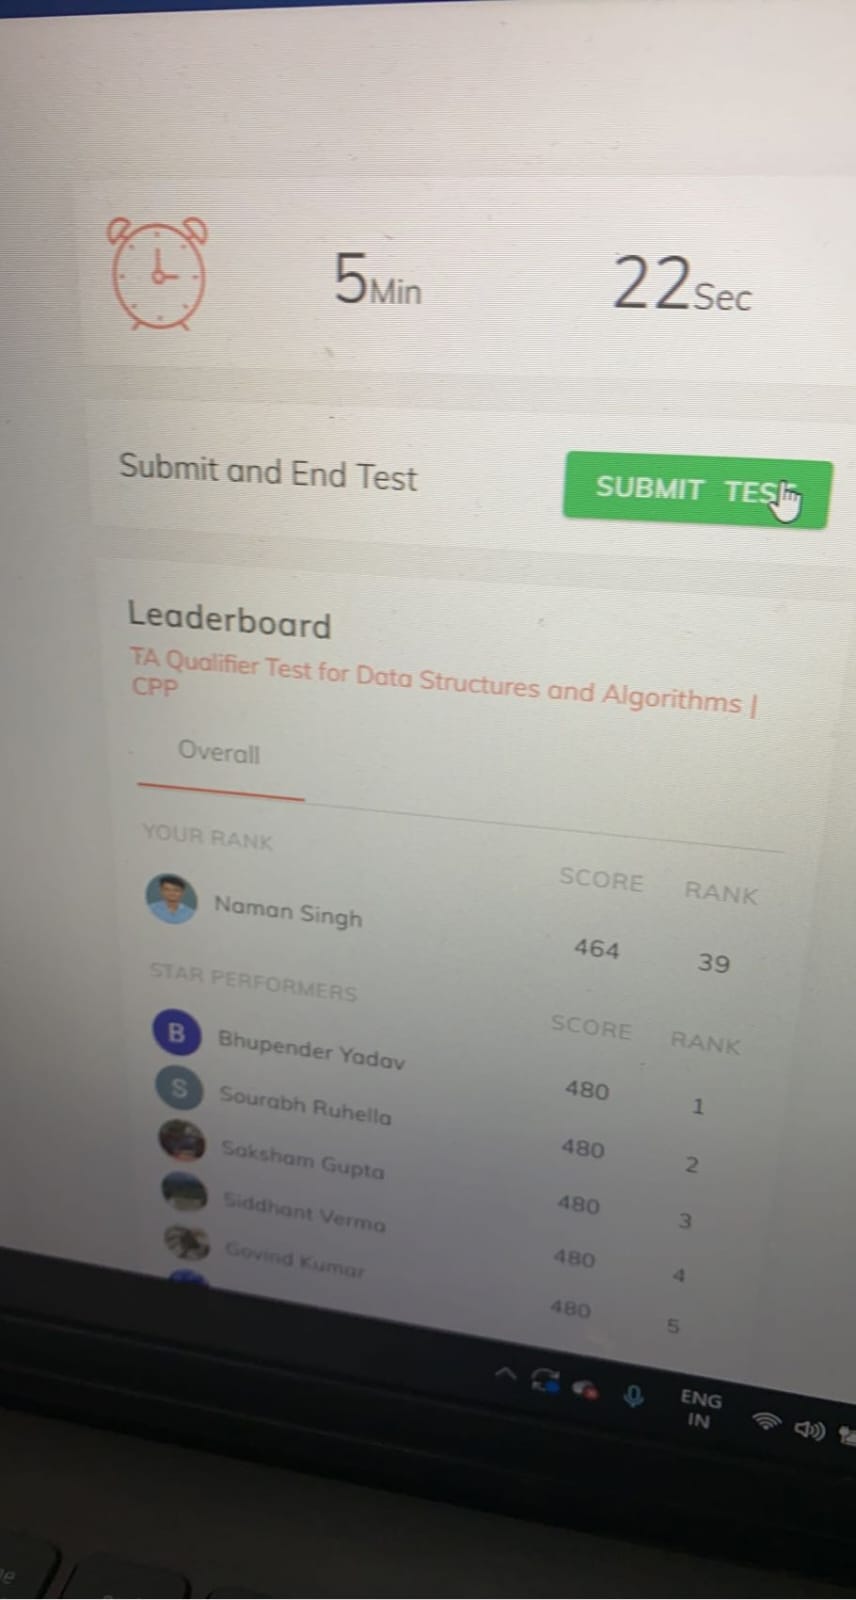 5Min 22Sec
Submit and End Test
SUBMIT TEST
Leaderboard
TA Qualifier Test for Data Structures and Algorithms |
CPP
Overall
YOUR RANK SCORE RANK
Naman Singh 464 39
STAR PERFORMERS SCORE RANK
B Bhupender Yadav 480 1
S Sourabh Ruhella 480 2
Saksham Gupta 480 3
Siddhant Verma 480 4
Govind Kumar 480 5
ENG
IN